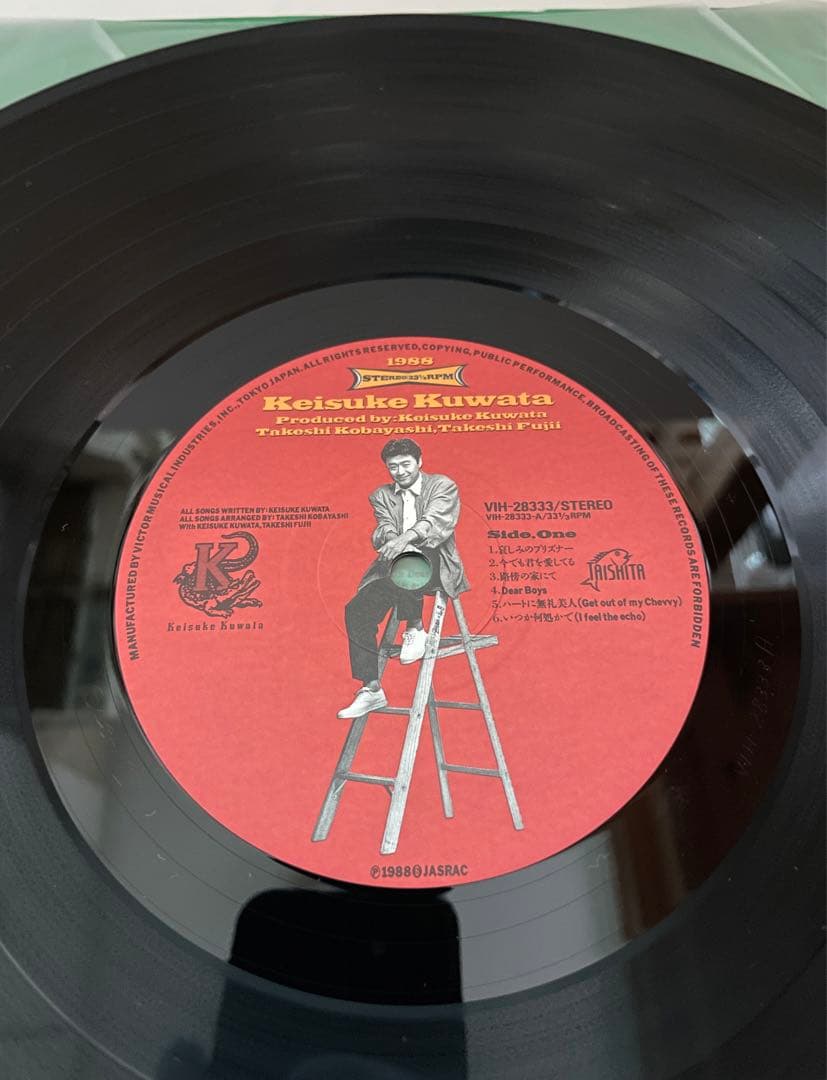 MANUFACTURED BY VICTOR MUSICAL INDUSTRIES, INC., TOKYO JAPAN. ALL RIGHTS RESERVED, COPYING, PUBLIC PERFORMANCE, BROADCASTING OF THESE RECORDS ARE FORBIDDEN
1988
STEREO 33⅓ RPM
Keisuke Kuwata
Produced by: Keisuke Kuwata
Takeshi Kobayashi, Takeshi Fujii
ALL SONGS WRITTEN BY: KEISUKE KUWATA
ALL SONGS ARRANGED BY: TAKESHI KOBAYASHI
With KEISUKE KUWATA, TAKESHI FUJII
K
Keisuke Kuwata
VIH-28333/STEREO
VIH-28333-A/33⅓RPM
Side.One
1.哀しみのプリズナー
2.今でも君を愛してる
3.路傍の家にて
4.Dear Boys
5.ハートに無礼美人(Get out of my Chevvy)
6.いつか何処かで(I feel the echo)
TAISHITA
Ⓟ1988 JASRAC